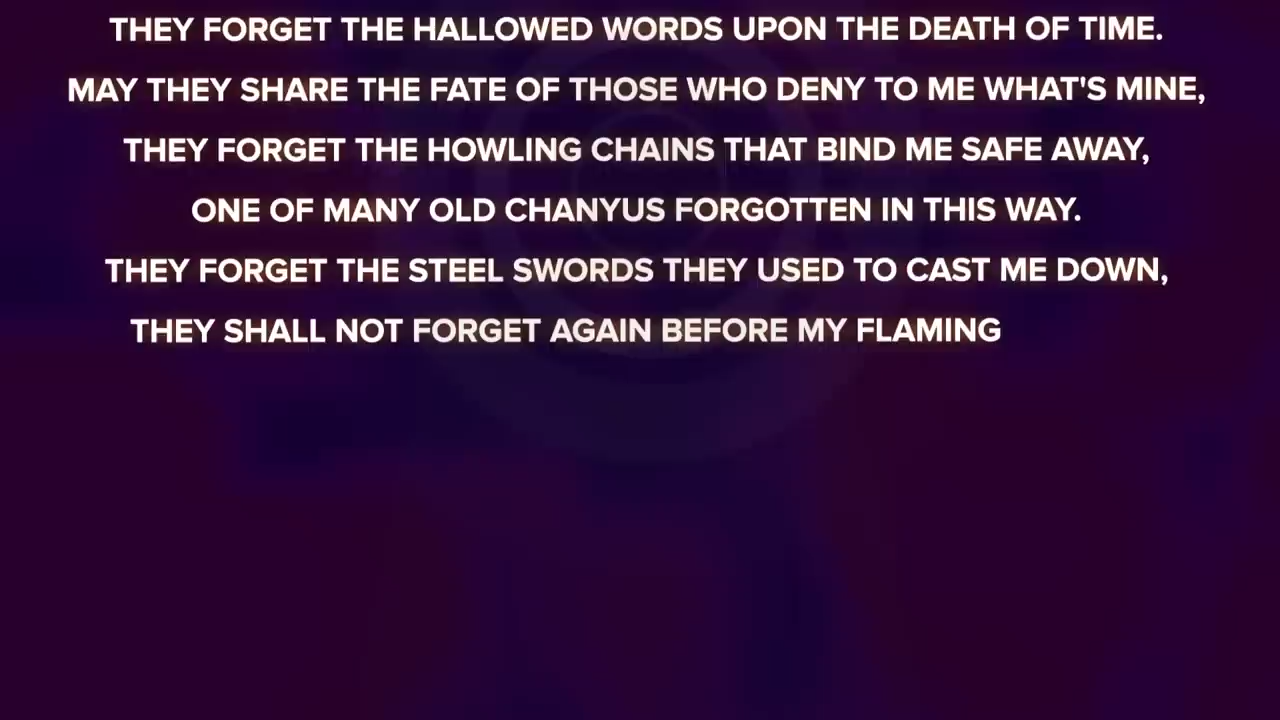 THEY FORGET THE HALLOWED WORDS UPON THE DEATH OF TIME.
MAY THEY SHARE THE FATE OF THOSE WHO DENY TO ME WHAT'S MINE,
THEY FORGET THE HOWLING CHAINS THAT BIND ME SAFE AWAY,
ONE OF MANY OLD CHANYUS FORGOTTEN IN THIS WAY.
THEY FORGET THE STEEL SWORDS THEY USED TO CAST ME DOWN,
THEY SHALL NOT FORGET AGAIN BEFORE MY FLAMING